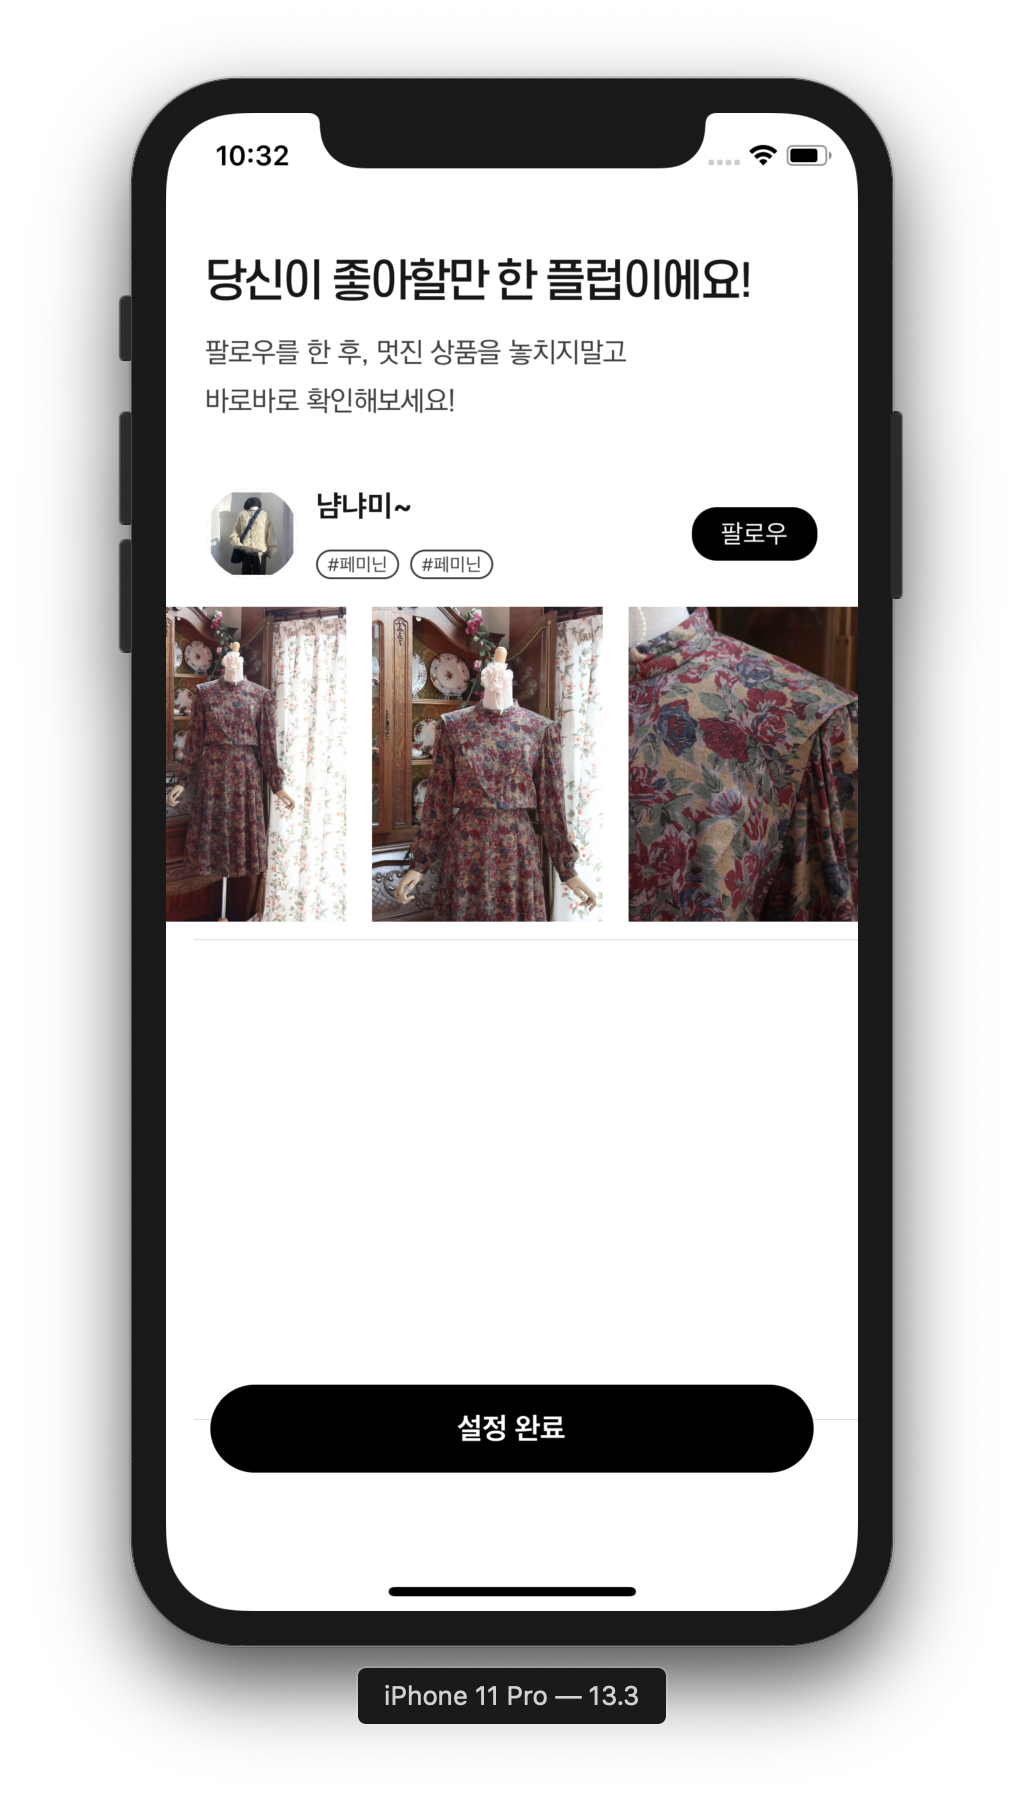 10:32
당신이 좋아할만 한 플럽이에요!
팔로우를 한 후, 멋진 상품을 놓치지말고
바로바로 확인해보세요!
냠냐미~
#페미닌 #페미닌
팔로우
설정 완료
iPhone 11 Pro — 13.3